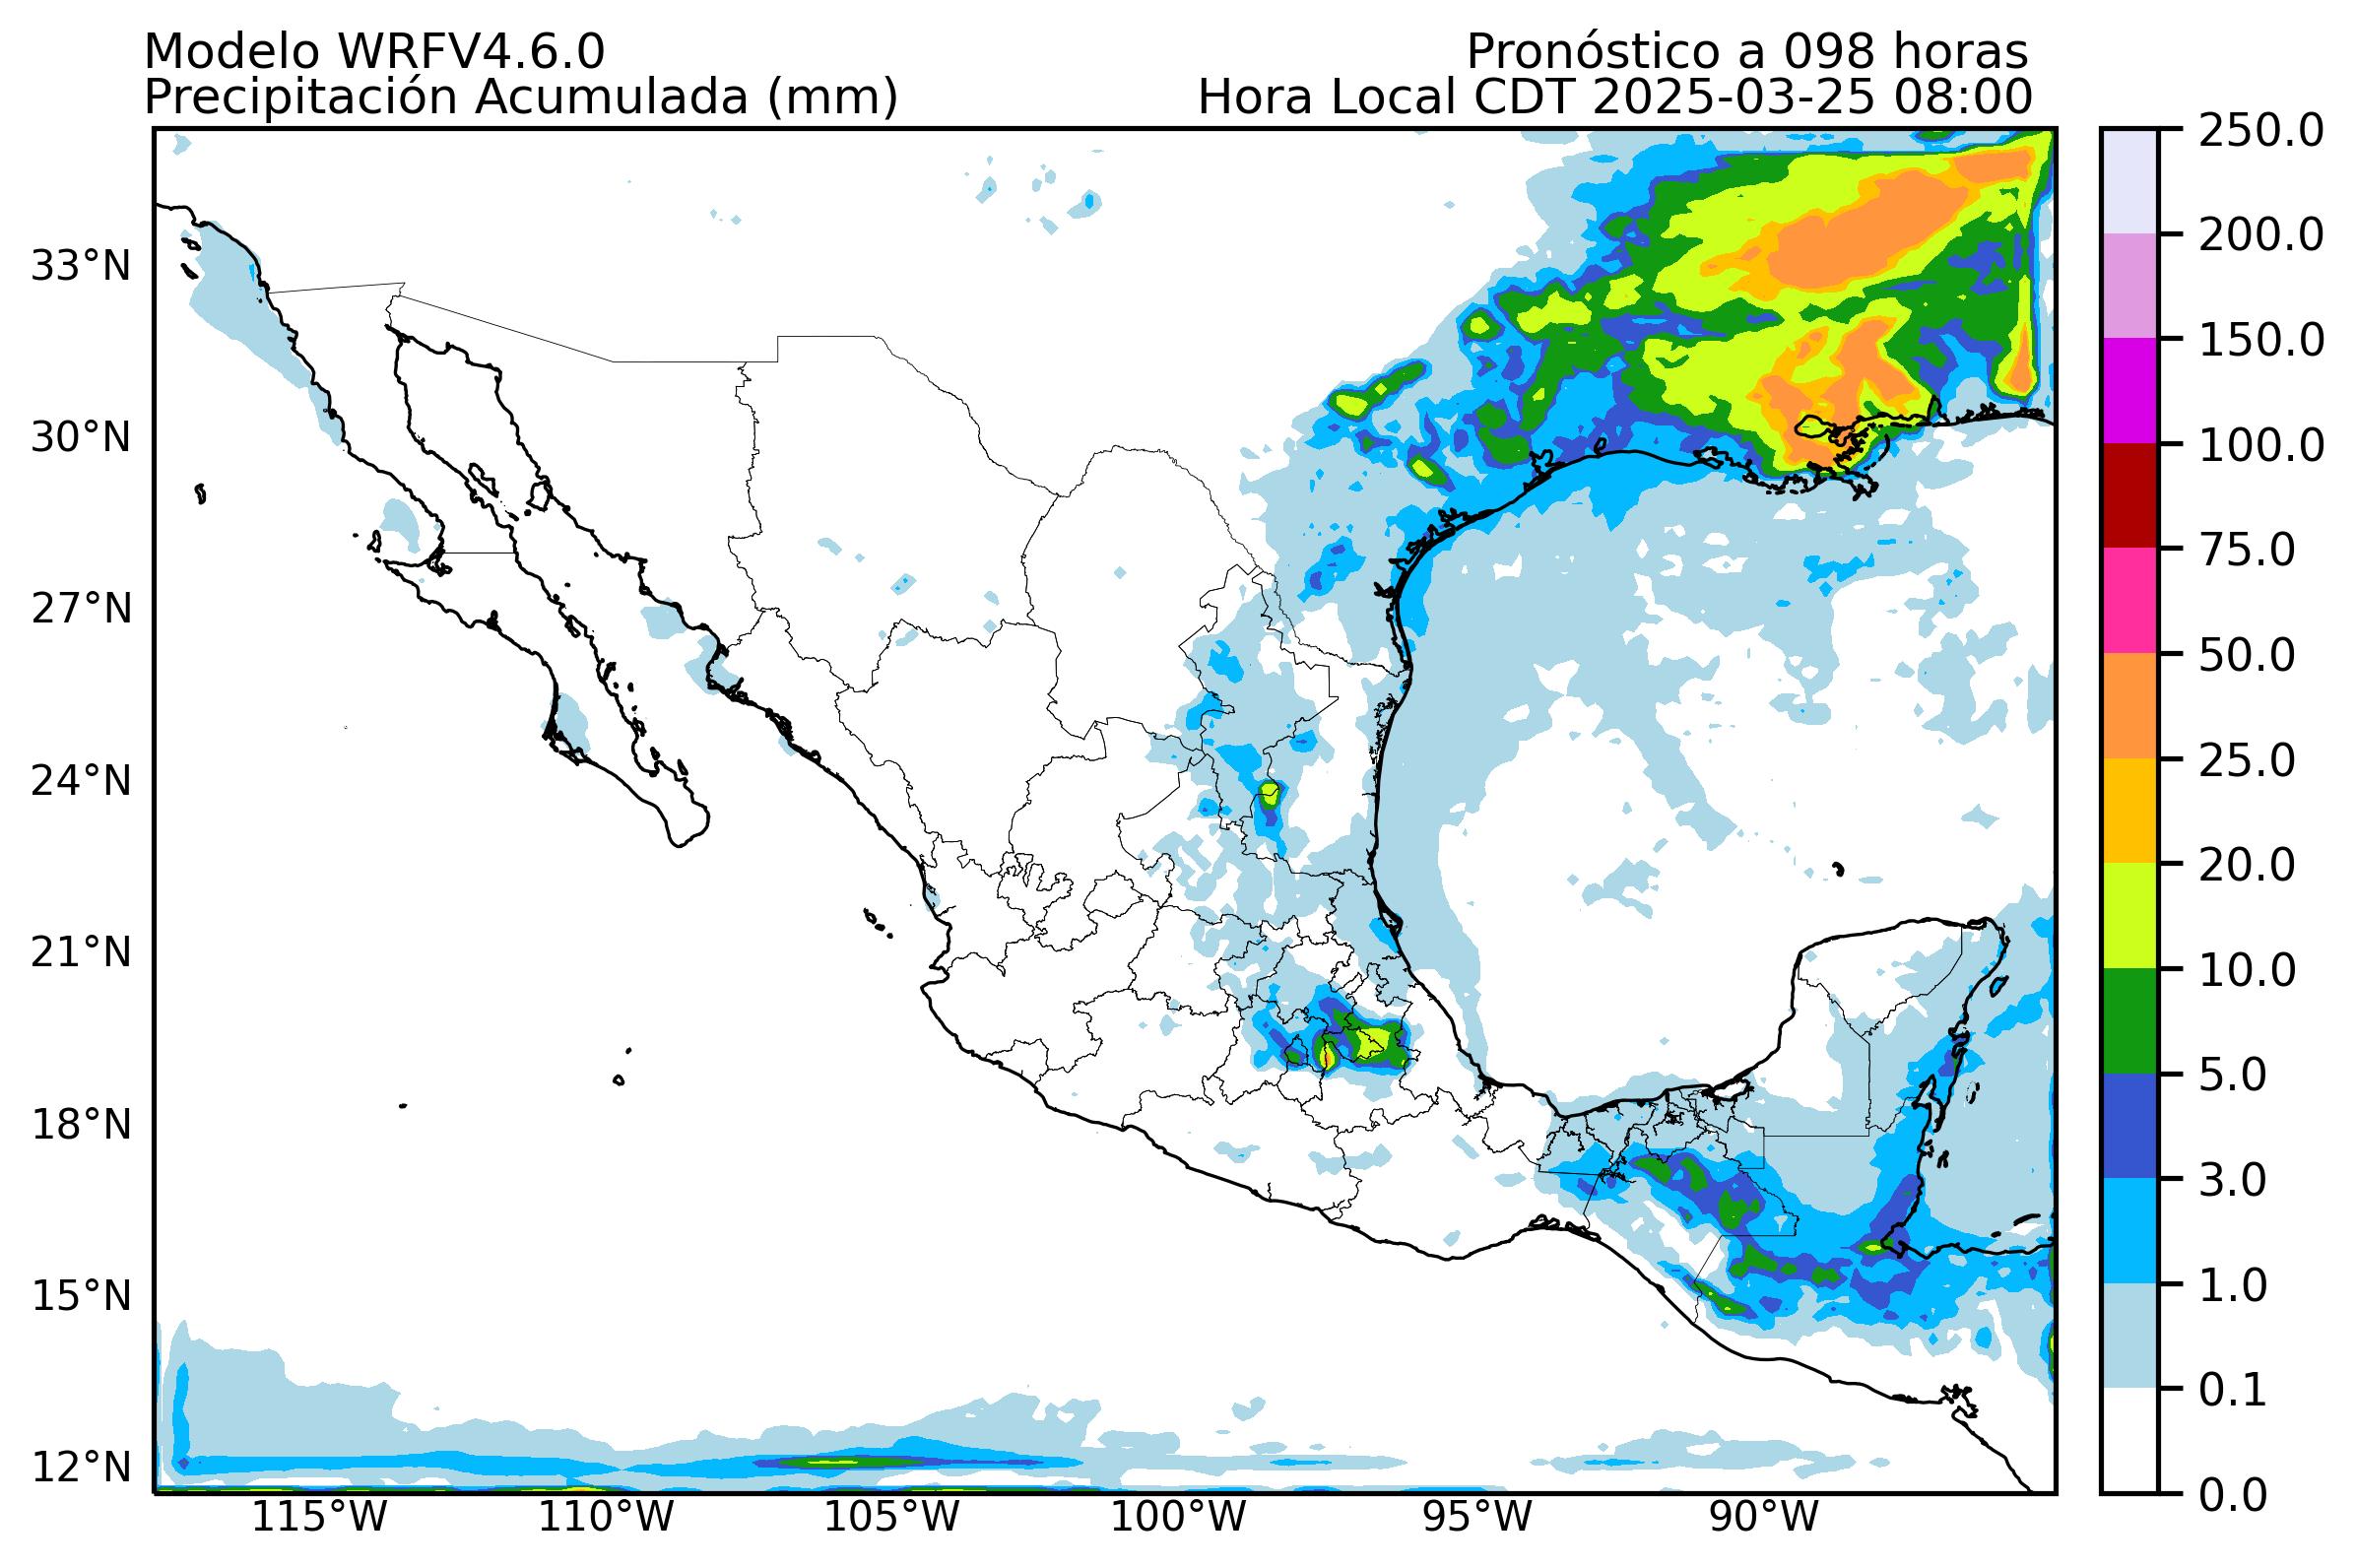 Modelo WRFV4.6.0
Pronóstico a 098 horas
Precipitación Acumulada (mm)
Hora Local CDT 2025-03-25 08:00
33°N
30°N
27°N
24°N
21°N
18°N
15°N
12°N
115°W
110°W
105°W
100°W
95°W
90°W
250.0
200.0
150.0
100.0
75.0
50.0
25.0
20.0
10.0
5.0
3.0
1.0
0.1
0.0